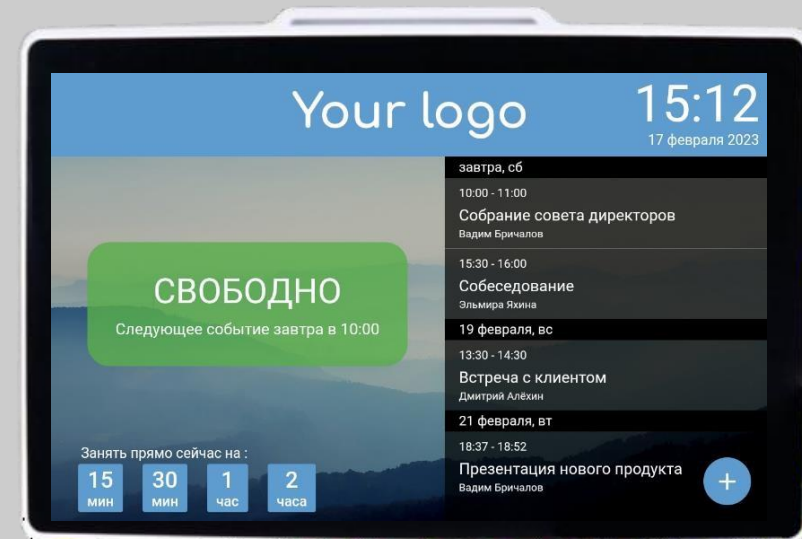 Your logo
15:12
17 февраля 2023
СВОБОДНО
Следующее событие завтра в 10:00
Занять прямо сейчас на :
15 мин
30 мин
1 час
2 часа
завтра, сб
10:00 - 11:00
Собрание совета директоров
Вадим Бричалов
15:30 - 16:00
Собеседование
Эльмира Яхина
19 февраля, вс
13:30 - 14:30
Встреча с клиентом
Дмитрий Алёхин
21 февраля, вт
18:37 - 18:52
Презентация нового продукта
Вадим Бричалов
+